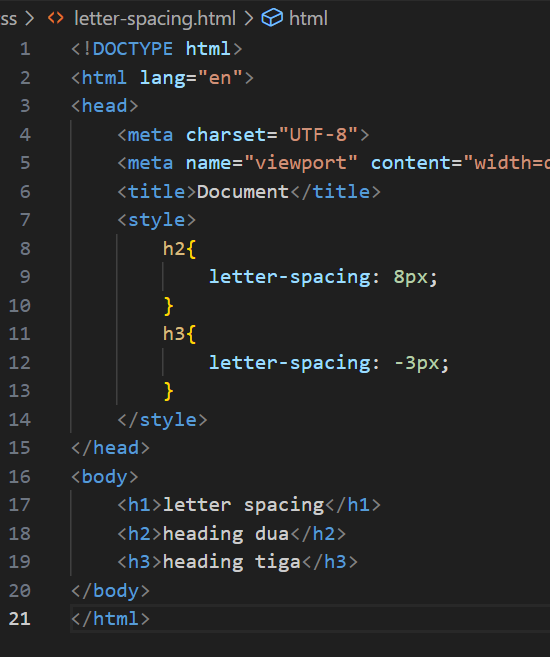 ss > <> letter-spacing.html > html
1 <!DOCTYPE html>
2 <html lang="en">
3 <head>
4     <meta charset="UTF-8">
5     <meta name="viewport" content="width=
6     <title>Document</title>
7     <style>
8         h2{
9             letter-spacing: 8px;
10         }
11         h3{
12             letter-spacing: -3px;
13         }
14     </style>
15 </head>
16 <body>
17     <h1>letter spacing</h1>
18     <h2>heading dua</h2>
19     <h3>heading tiga</h3>
20 </body>
21 </html>